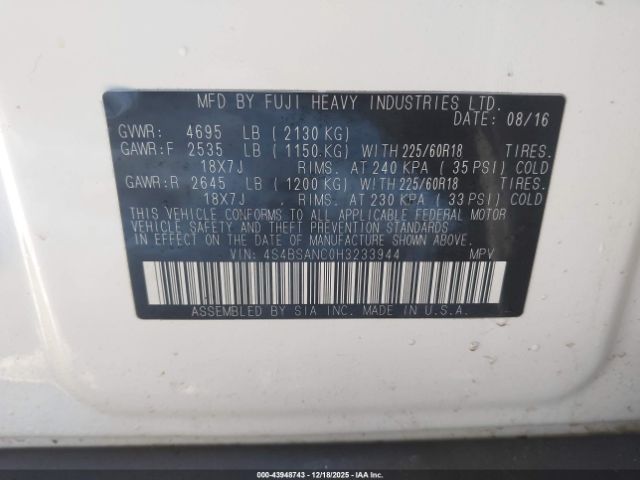 MFD BY FUJI HEAVY INDUSTRIES LTD.
DATE: 08/16
GVWR: 4695 LB (2130 KG)
GAWR:F 2535 LB (1150 KG) WITH 225/60R18 TIRES.
18X7J RIMS. AT 240 KPA (35 PSI) COLD
GAWR:R 2645 LB (1200 KG) WITH 225/60R18 TIRES.
18X7J RIMS. AT 230 KPA (33 PSI) COLD
THIS VEHICLE CONFORMS TO ALL APPLICABLE FEDERAL MOTOR
VEHICLE SAFETY AND THEFT PREVENTION STANDARDS
IN EFFECT ON THE DATE OF MANUFACTURE SHOWN ABOVE.
VIN: 4S4BSANC0H3233944 MPV
ASSEMBLED BY SIA INC. MADE IN U.S.A.
000-43948743 | 12/18/2025 - IAA Inc.